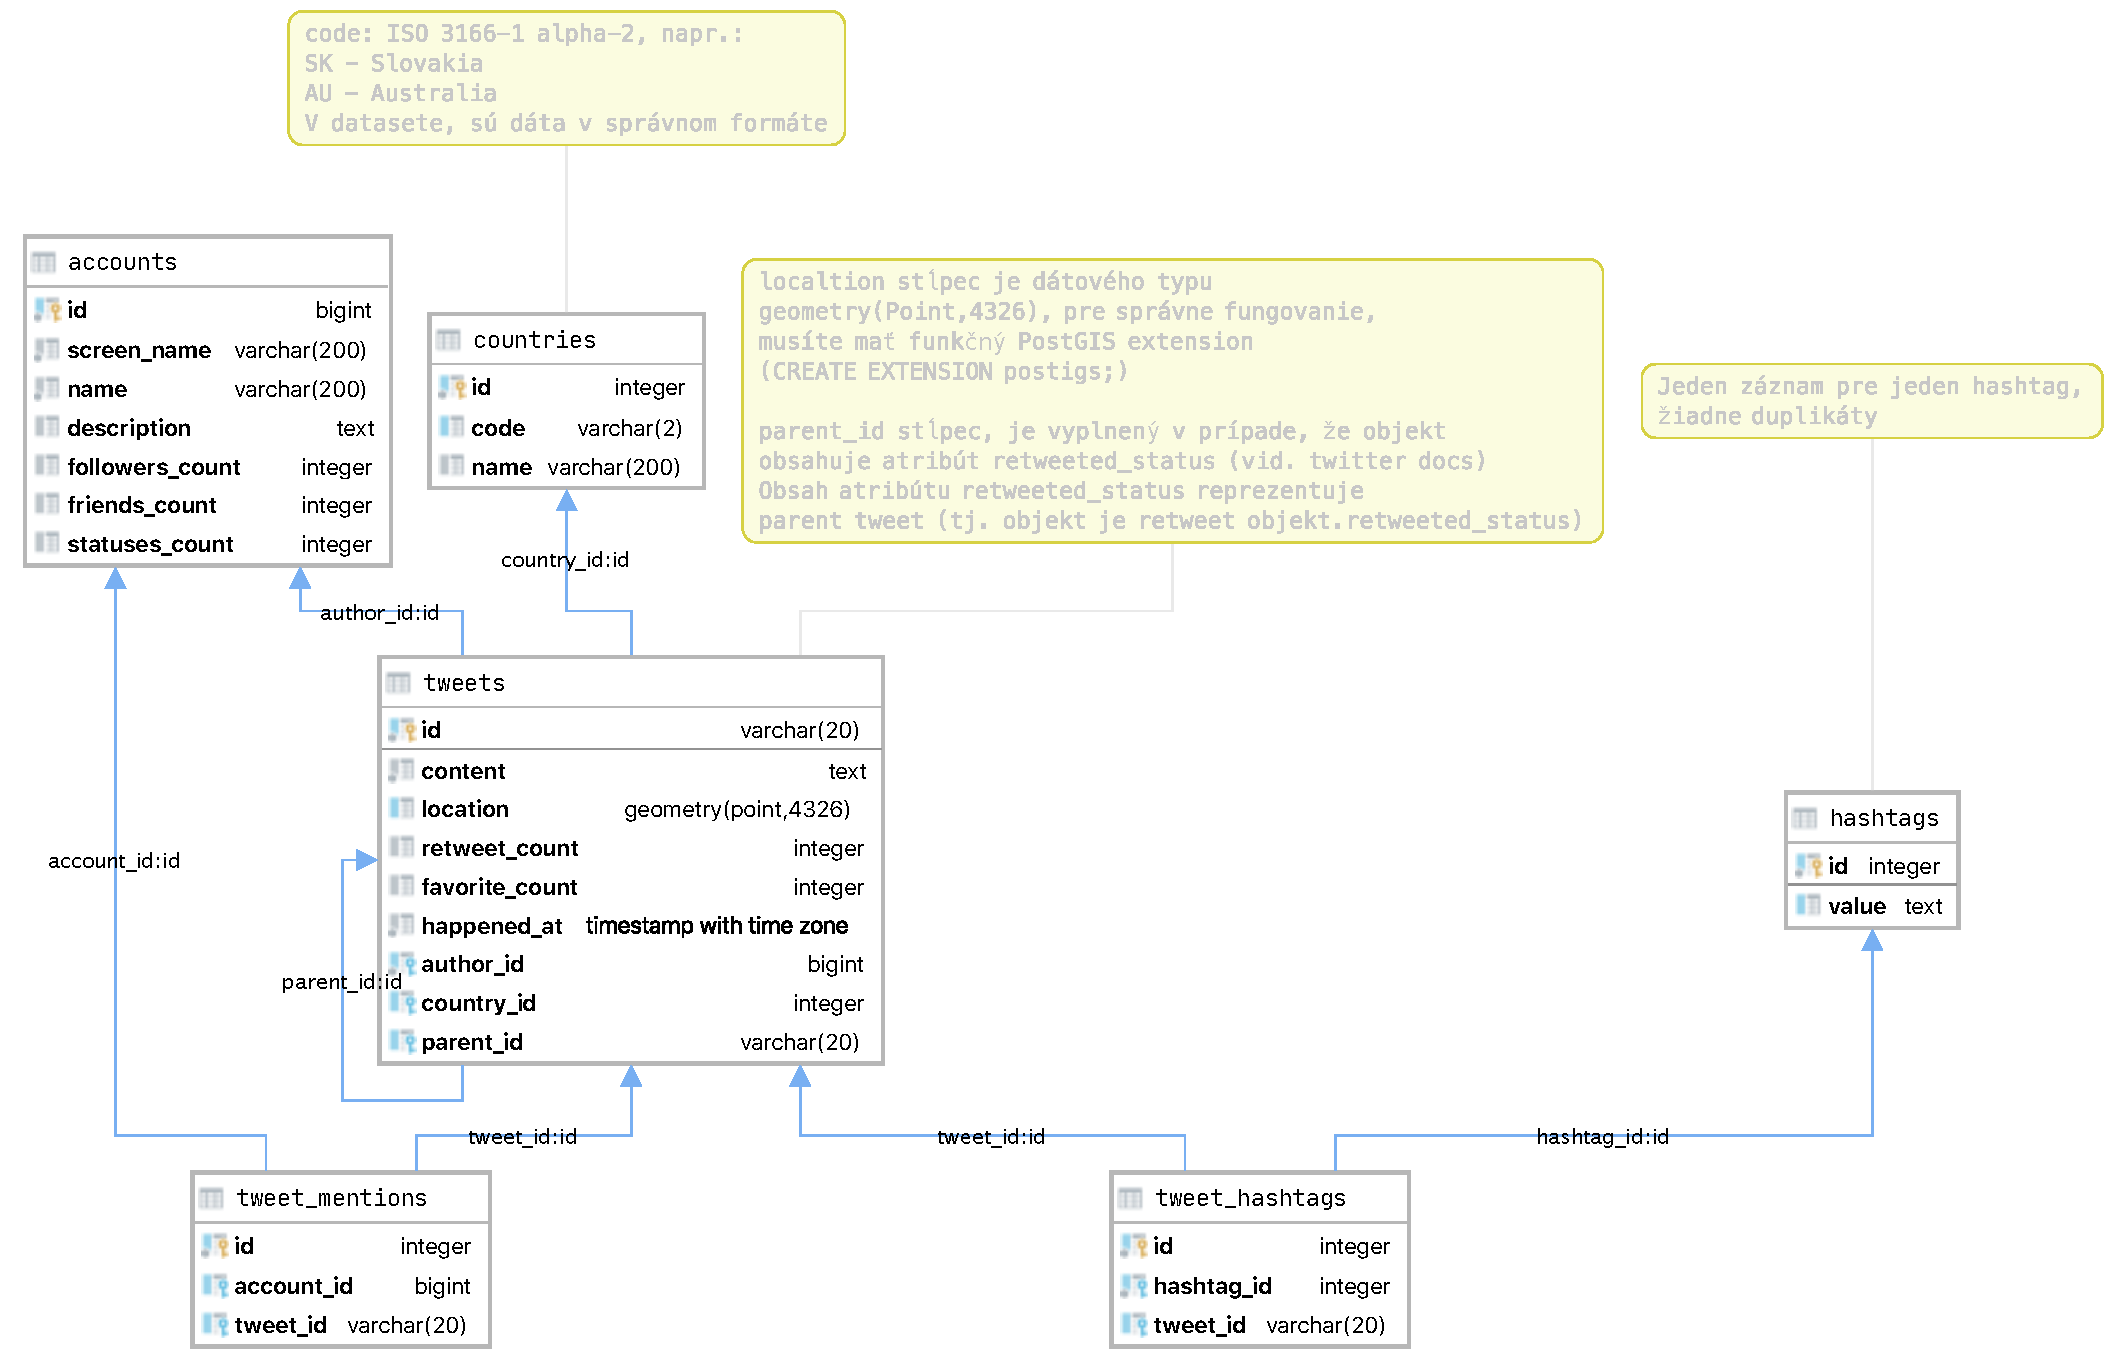 code: ISO 3166-1 alpha-2, napr.:
SK - Slovakia
AU - Australia
V datasete, sú dáta v správnom formáte
accounts
id bigint
screen_name varchar(200)
name varchar(200)
description text
followers_count integer
friends_count integer
statuses_count integer
countries
id integer
code varchar(2)
name varchar(200)
localtion stĺpec je dátového typu
geometry(Point,4326), pre správne fungovanie,
musíte mať funkčný PostGIS extension
(CREATE EXTENSION postigs;)
parent_id stĺpec, je vyplnený v prípade, že objekt
obsahuje atribút retweeted_status (vid. twitter docs)
Obsah atribútu retweeted_status reprezentuje
parent tweet (tj. objekt je retweet objekt.retweeted_status)
Jeden záznam pre jeden hashtag,
žiadne duplikáty
country_id:id
author_id:id
tweets
id varchar(20)
content text
location geometry(point,4326)
retweet_count integer
favorite_count integer
happened_at timestamp with time zone
author_id bigint
country_id integer
parent_id varchar(20)
account_id:id
parent_id:id
hashtags
id integer
value text
tweet_id:id
tweet_id:id
hashtag_id:id
tweet_mentions
id integer
account_id bigint
tweet_id varchar(20)
tweet_hashtags
id integer
hashtag_id integer
tweet_id varchar(20)